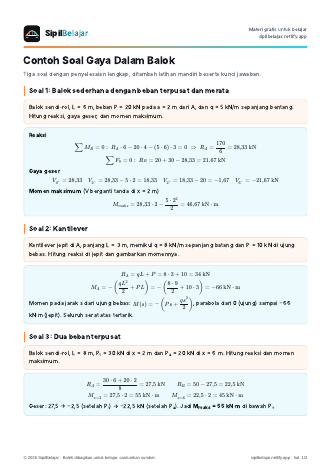 SipilBelajar
Materi gratis untuk belajar
sipilbelajar.netlify.app
Contoh Soal Gaya Dalam Balok
Tiga soal dengan penyelesaian lengkap, ditambah latihan mandiri beserta kunci jawaban.
Soal 1: Balok sederhana dengan beban terpusat dan merata
Balok sendi-rol, L = 6 m, beban P = 20 kN pada a = 2 m dari A, dan q = 5 kN/m sepanjang bentang.
Hitung reaksi, gaya geser, dan momen maksimum.
Reaksi
∑ M_B = 0 : R_A · 6 − 20 · 4 − (5 · 6) · 3 = 0 ⇒ R_A = 170/6 = 28,33 kN
∑ F_V = 0 : R_B = 20 + 30 − 28,33 = 21,67 kN
Gaya geser
= 28,33 = 28,33 − 5 · 2 = 18,33 = 18,33 − 20 = −1,67 = −21,67 kN
Momen maksimum (V berganti tanda di x = 2 m)
M_maks = 28,33 · 2 − 5 · 2²/2 = 46,67 kN · m
Soal 2: Kantilever
Kantilever jepit di A, panjang L = 3 m, memikul q = 8 kN/m sepanjang batang dan P = 10 kN di ujung
bebas. Hitung reaksi di jepit dan gambarkan momennya.
R_A = qL + P = 8 · 3 + 10 = 34 kN
M_A = −(qL²/2 + PL) = −(8 · 9/2 + 10 · 3) = −66 kN · m
Momen pada jarak s dari ujung bebas: M(s) = −(Ps + qs²/2), parabola dari 0 (ujung) sampai −66
kN·m (jepit). Seluruh serat atas tertarik.
Soal 3: Dua beban terpusat
Balok sendi-rol, L = 8 m, P₁ = 30 kN di x = 2 m dan P₂ = 20 kN di x = 6 m. Hitung reaksi dan momen
maksimum.
R_A = 30 · 6 + 20 · 2/8 = 27,5 kN R_B = 50 − 27,5 = 22,5 kN
M_x=2 = 27,5 · 2 = 55 kN · m M_x=6 = 22,5 · 2 = 45 kN · m
Geser: 27,5 → −2,5 (setelah P₁) → −22,5 kN (setelah P₂). Jadi M_maks = 55 kN·m di bawah P₁.
© 2026 SipilBelajar · Boleh dibagikan untuk belajar, cantumkan sumber.
sipilbelajar.netlify.app · hal. 1/2